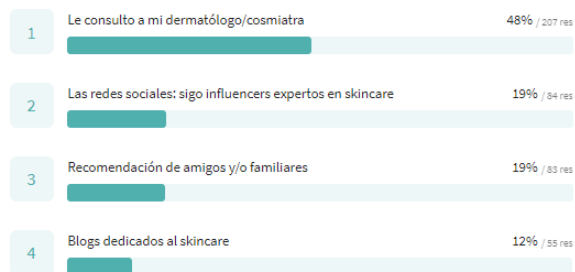 1
Le consulto a mi dermatólogo/cosmiatra 48% / 207 res
2
Las redes sociales: sigo influencers expertos en skincare 19% / 84 res
3
Recomendación de amigos y/o familiares 19% / 83 res
4
Blogs dedicados al skincare 12% / 55 res